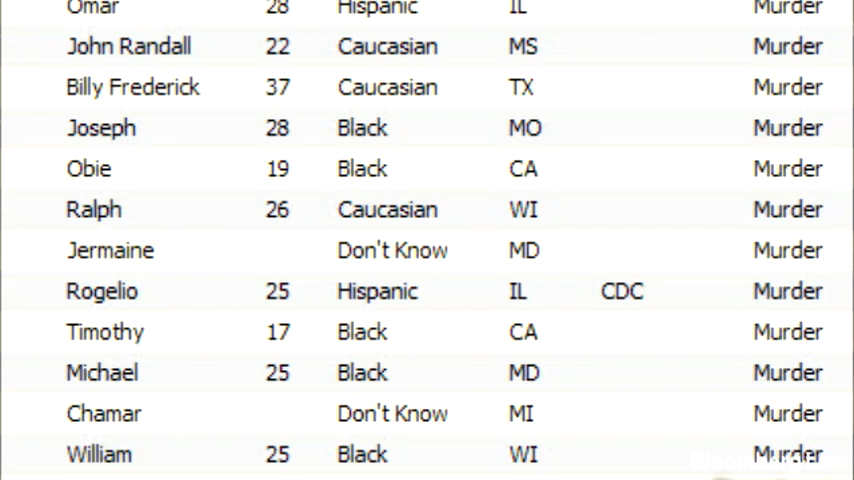 Omar 28 Hispanic IL Murder
John Randall 22 Caucasian MS Murder
Billy Frederick 37 Caucasian TX Murder
Joseph 28 Black MO Murder
Obie 19 Black CA Murder
Ralph 26 Caucasian WI Murder
Jermaine Don't Know MD Murder
Rogelio 25 Hispanic IL CDC Murder
Timothy 17 Black CA Murder
Michael 25 Black MD Murder
Chamar Don't Know MI Murder
William 25 Black WI Murder